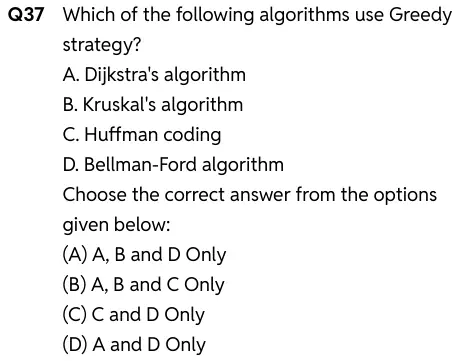 Q37 Which of the following algorithms use Greedy
strategy?
A. Dijkstra's algorithm
B. Kruskal's algorithm
C. Huffman coding
D. Bellman-Ford algorithm
Choose the correct answer from the options
given below:
(A) A, B and D Only
(B) A, B and C Only
(C) C and D Only
(D) A and D Only